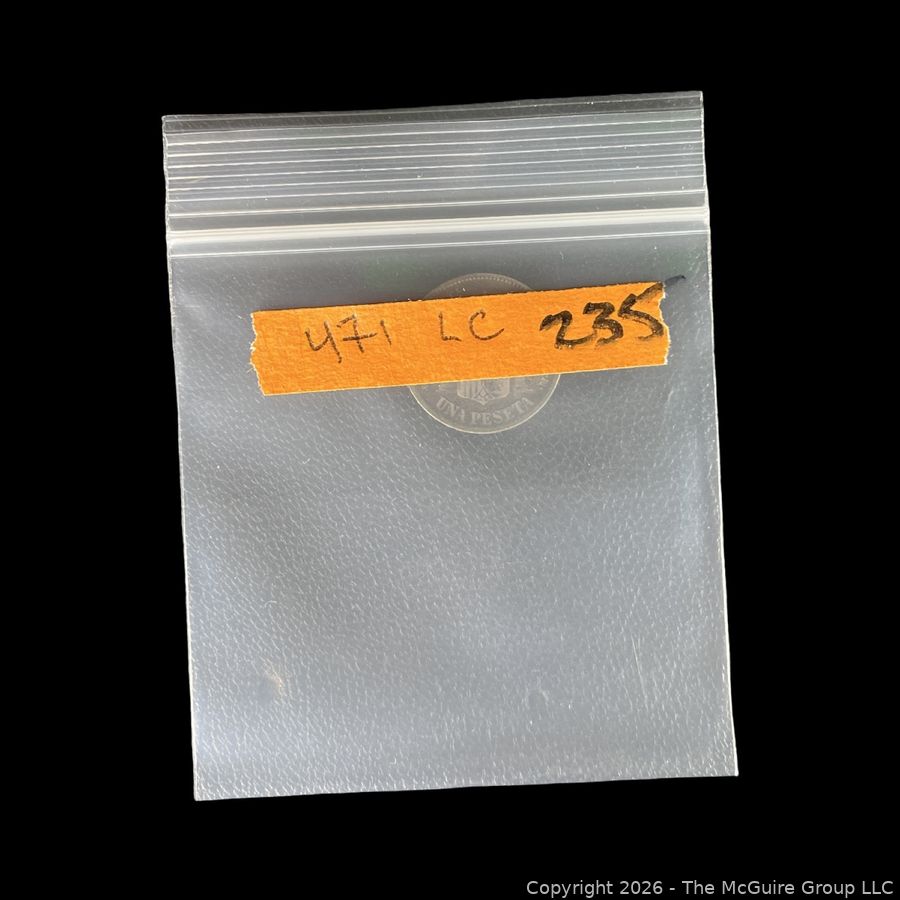 471 LC 235
UNA PESETA
Copyright 2026 - The McGuire Group LLC